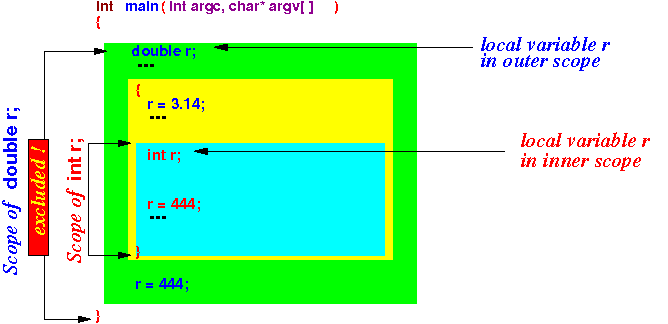 Int main ( int argc, char* argv[ ] )
{
double r;
local variable r
in outer scope
{
r = 3.14;
int r;
local variable r
in inner scope
r = 444;
}
r = 444;
}
Scope of double r;
excluded !
Scope of int r;